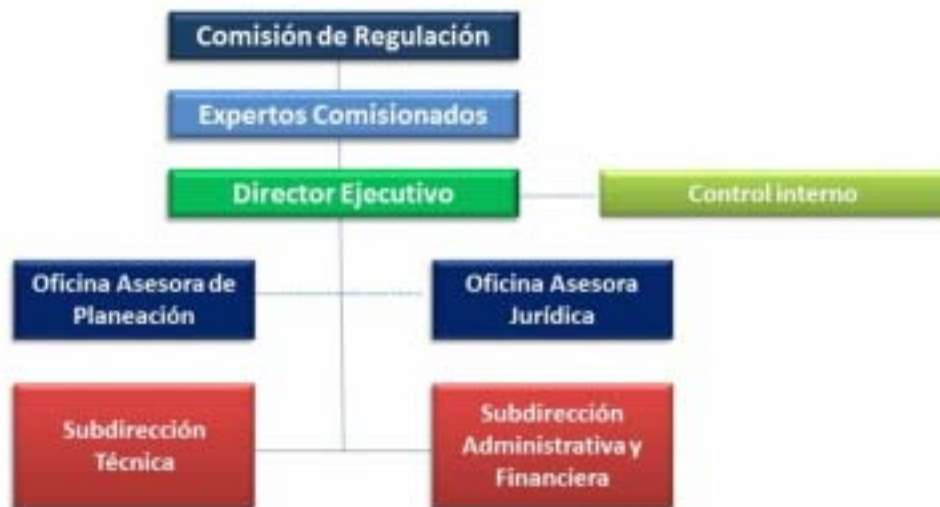 Comisión de Regulación
Expertos Comisionados
Director Ejecutivo
Control interno
Oficina Asesora de
Planeación
Oficina Asesora
Jurídica
Subdirección
Técnica
Subdirección
Administrativa y
Financiera